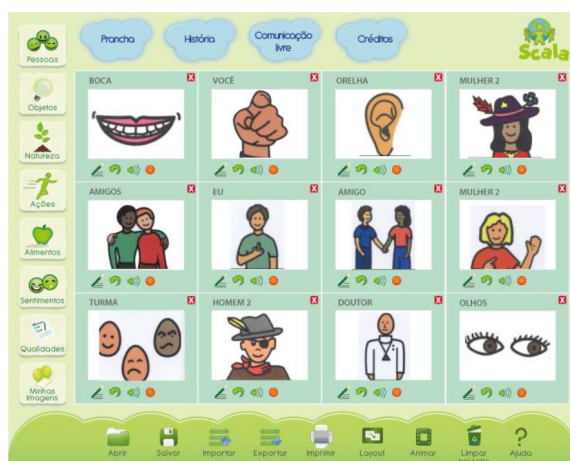 Prancha
História
Comunicação
livre
Créditos
Scala
Pessoas
Objetos
Natureza
Ações
Alimentos
Sentimentos
Qualidades
Minhas
Imagens
BOCA X
VOCÊ X
ORELHA X
MULHER 2 X
AMIGOS X
EU X
AMIGO X
MULHER 2 X
TURMA X
HOMEM 2 X
DOUTOR X
OLHOS X
Abrir
Salvar
Importar
Exportar
Imprimir
Layout
Animar
Limpar
?
Ajuda